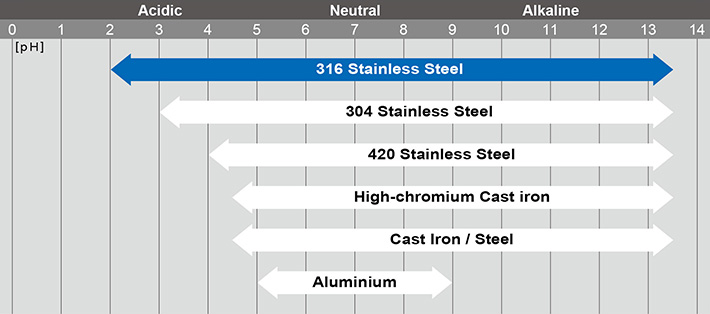 Acidic Neutral Alkaline
0 1 2 3 4 5 6 7 8 9 10 11 12 13 14
[pH]
316 Stainless Steel
304 Stainless Steel
420 Stainless Steel
High-chromium Cast iron
Cast Iron / Steel
Aluminium